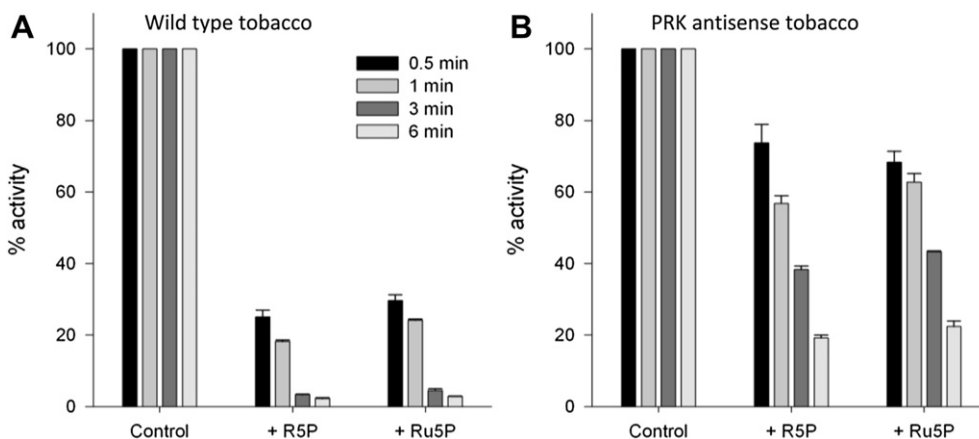 A
Wild type tobacco
0.5 min
1 min
3 min
6 min
% activity
100
80
60
40
20
0
Control
+ R5P
+ Ru5P
B
PRK antisense tobacco
% activity
100
80
60
40
20
0
Control
+ R5P
+ Ru5P